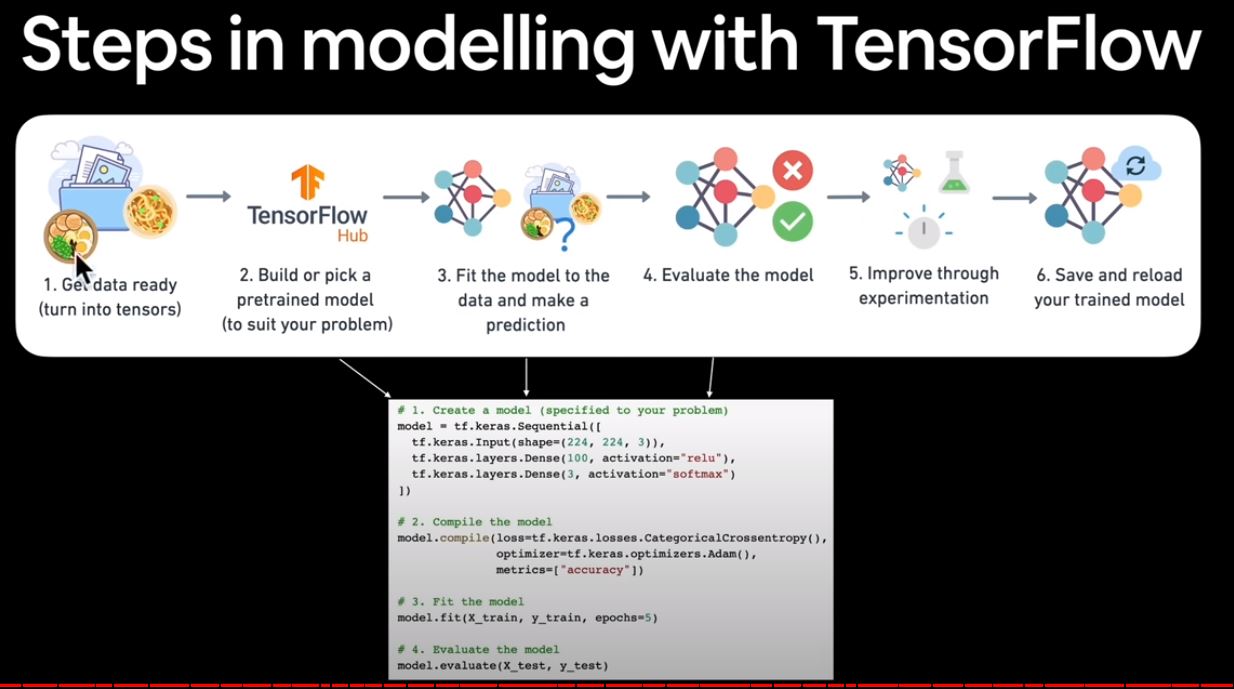 Steps in modelling with TensorFlow
TensorFlow
Hub
1. Get data ready
(turn into tensors)
2. Build or pick a
pretrained model
(to suit your problem)
3. Fit the model to the
data and make a
prediction
4. Evaluate the model
5. Improve through
experimentation
6. Save and reload
your trained model
# 1. Create a model (specified to your problem)
model = tf.keras.Sequential([
  tf.keras.Input(shape=(224, 224, 3)),
  tf.keras.layers.Dense(100, activation="relu"),
  tf.keras.layers.Dense(3, activation="softmax")
])
# 2. Compile the model
model.compile(loss=tf.keras.losses.CategoricalCrossentropy(),
              optimizer=tf.keras.optimizers.Adam(),
              metrics=["accuracy"])
# 3. Fit the model
model.fit(X_train, y_train, epochs=5)
# 4. Evaluate the model
model.evaluate(X_test, y_test)